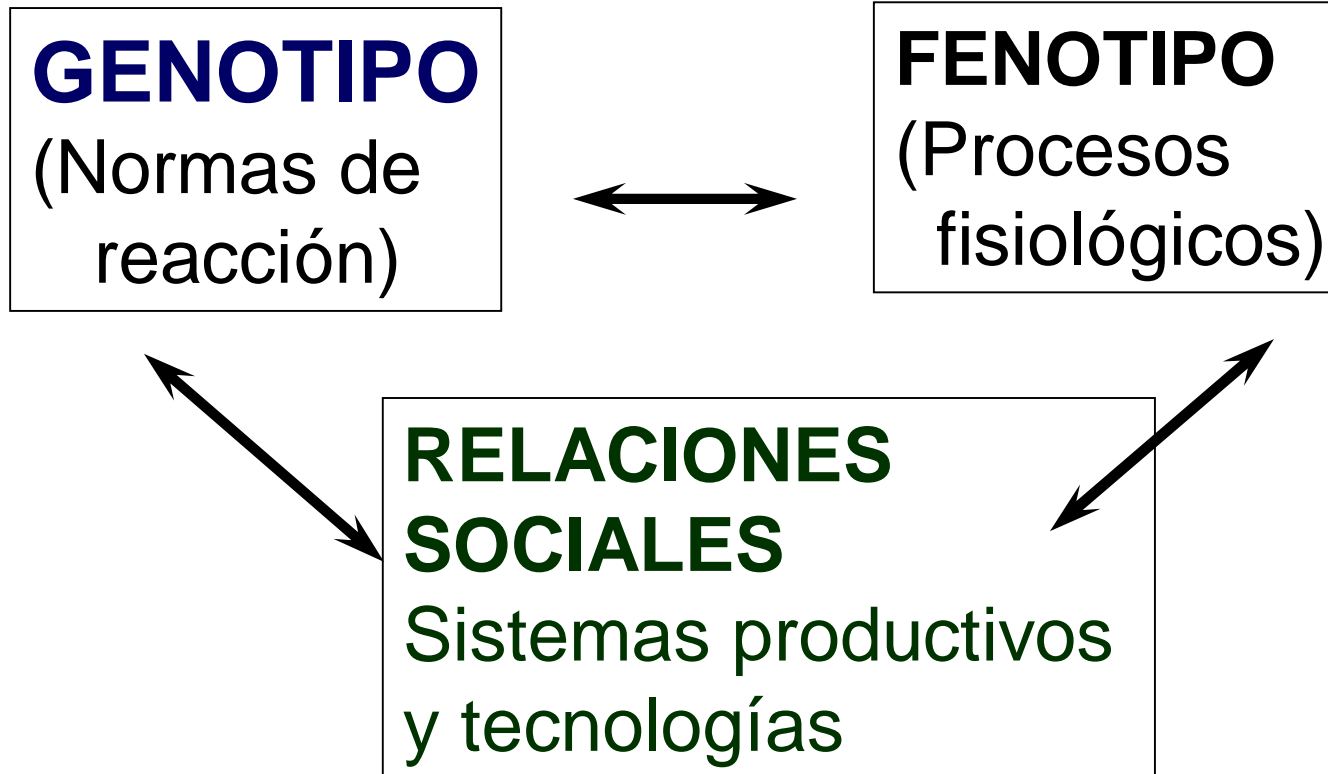 GENOTIPO
(Normas de
reacción)
FENOTIPO
(Procesos
fisiológicos)
RELACIONES
SOCIALES
Sistemas productivos
y tecnologías